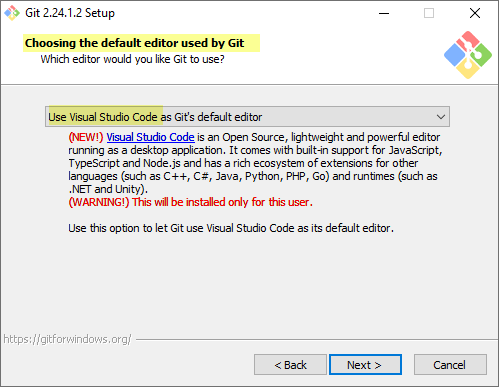 Git 2.24.1.2 Setup
Choosing the default editor used by Git
Which editor would you like Git to use?
Use Visual Studio Code as Git's default editor
(NEW!) Visual Studio Code is an Open Source, lightweight and powerful editor
running as a desktop application. It comes with built-in support for JavaScript,
TypeScript and Node.js and has a rich ecosystem of extensions for other
languages (such as C++, C#, Java, Python, PHP, Go) and runtimes (such as
.NET and Unity).
(WARNING!) This will be installed only for this user.
Use this option to let Git use Visual Studio Code as its default editor.
https://gitforwindows.org/
< Back
Next >
Cancel